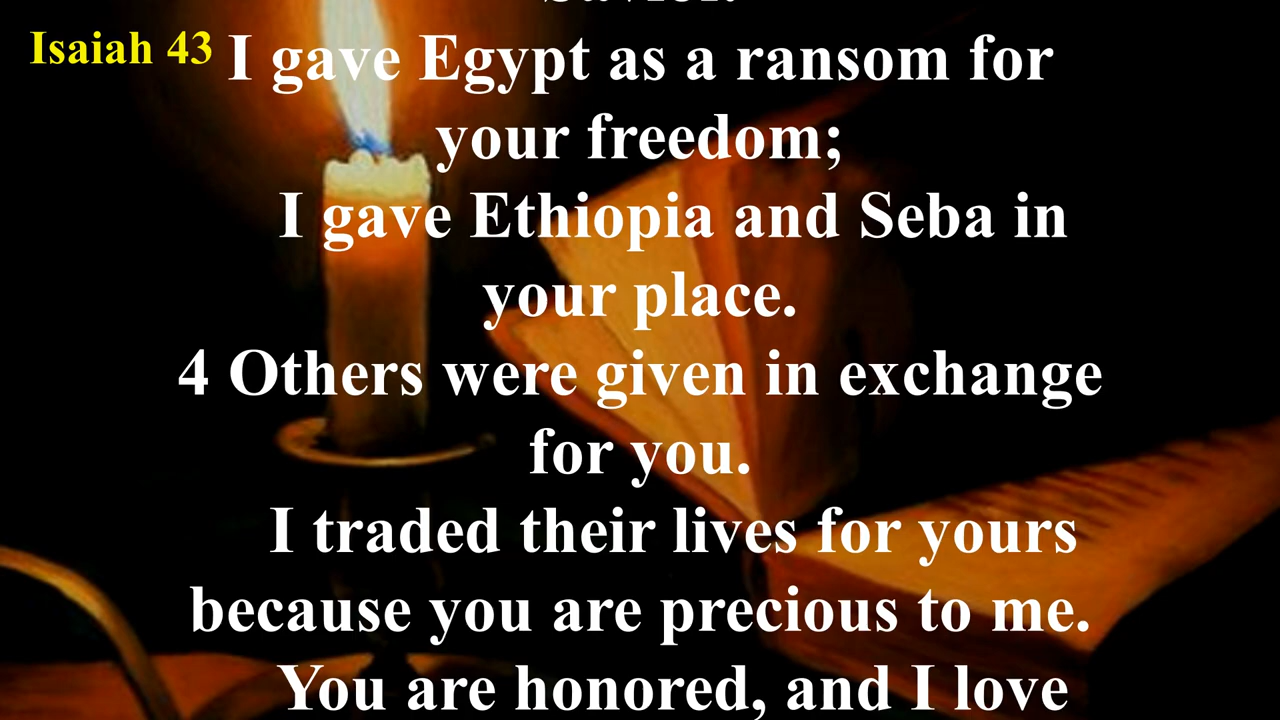 Isaiah 43
I gave Egypt as a ransom for
your freedom;
I gave Ethiopia and Seba in
your place.
4 Others were given in exchange
for you.
I traded their lives for yours
because you are precious to me.
You are honored, and I love